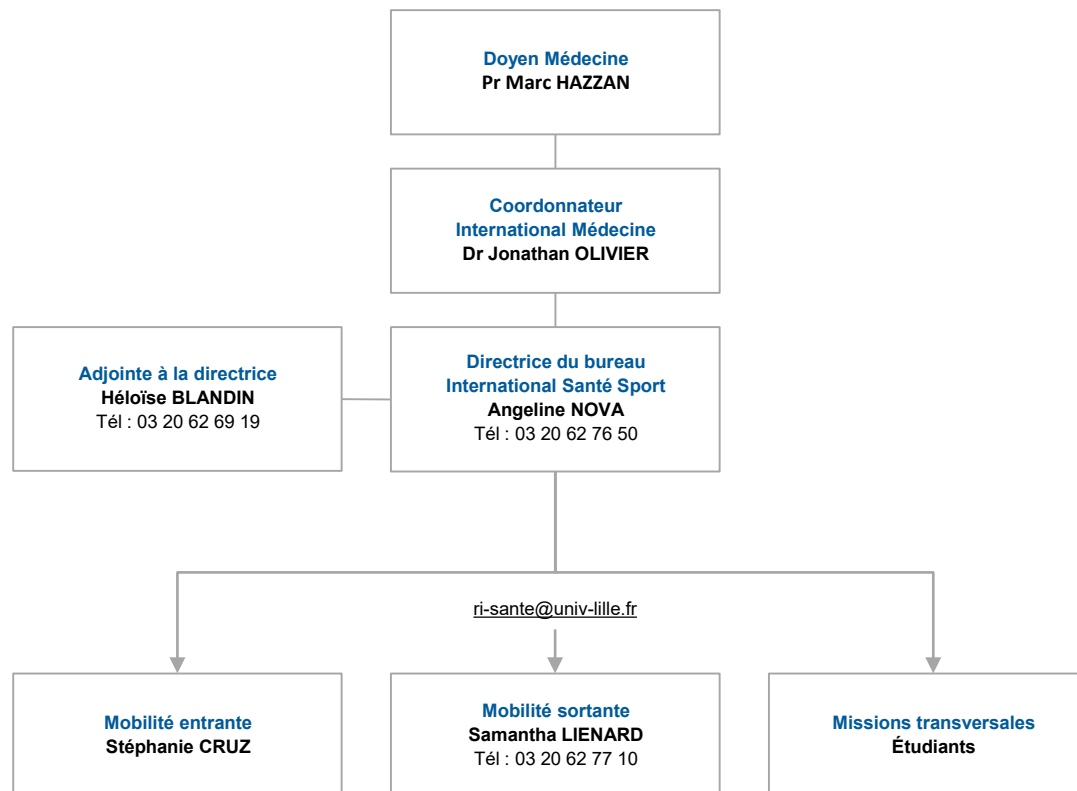 Doyen Médecine
Pr Marc HAZZAN
Coordonnateur
International Médecine
Dr Jonathan OLIVIER
Adjointe à la directrice
Héloïse BLANDIN
Tél : 03 20 62 69 19
Directrice du bureau
International Santé Sport
Angeline NOVA
Tél : 03 20 62 76 50
ri-sante@univ-lille.fr
Mobilité entrante
Stéphanie CRUZ
Mobilité sortante
Samantha LIENARD
Tél : 03 20 62 77 10
Missions transversales
Étudiants